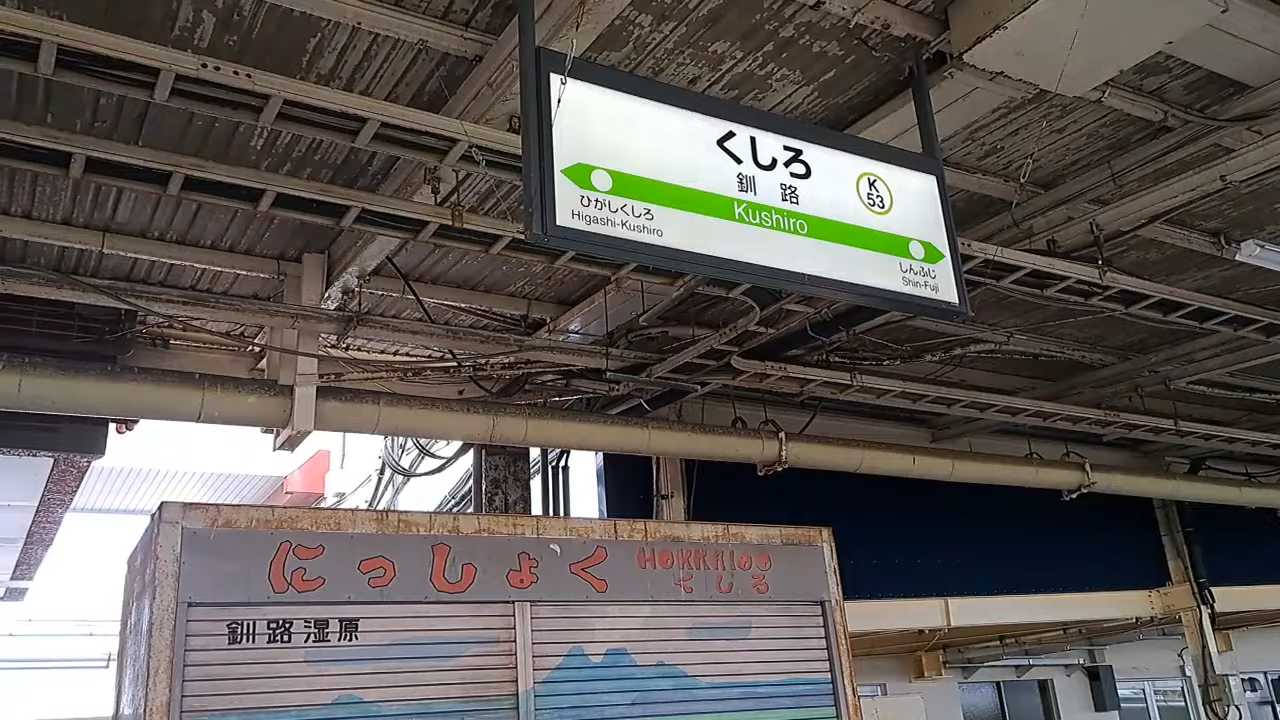 くしろ
釧路
K
53
Kushiro
ひがしくしろ
Higashi-Kushiro
しんふじ
Shin-Fuji
にっしょく
HOKKAIDO
くしろ
釧路湿原